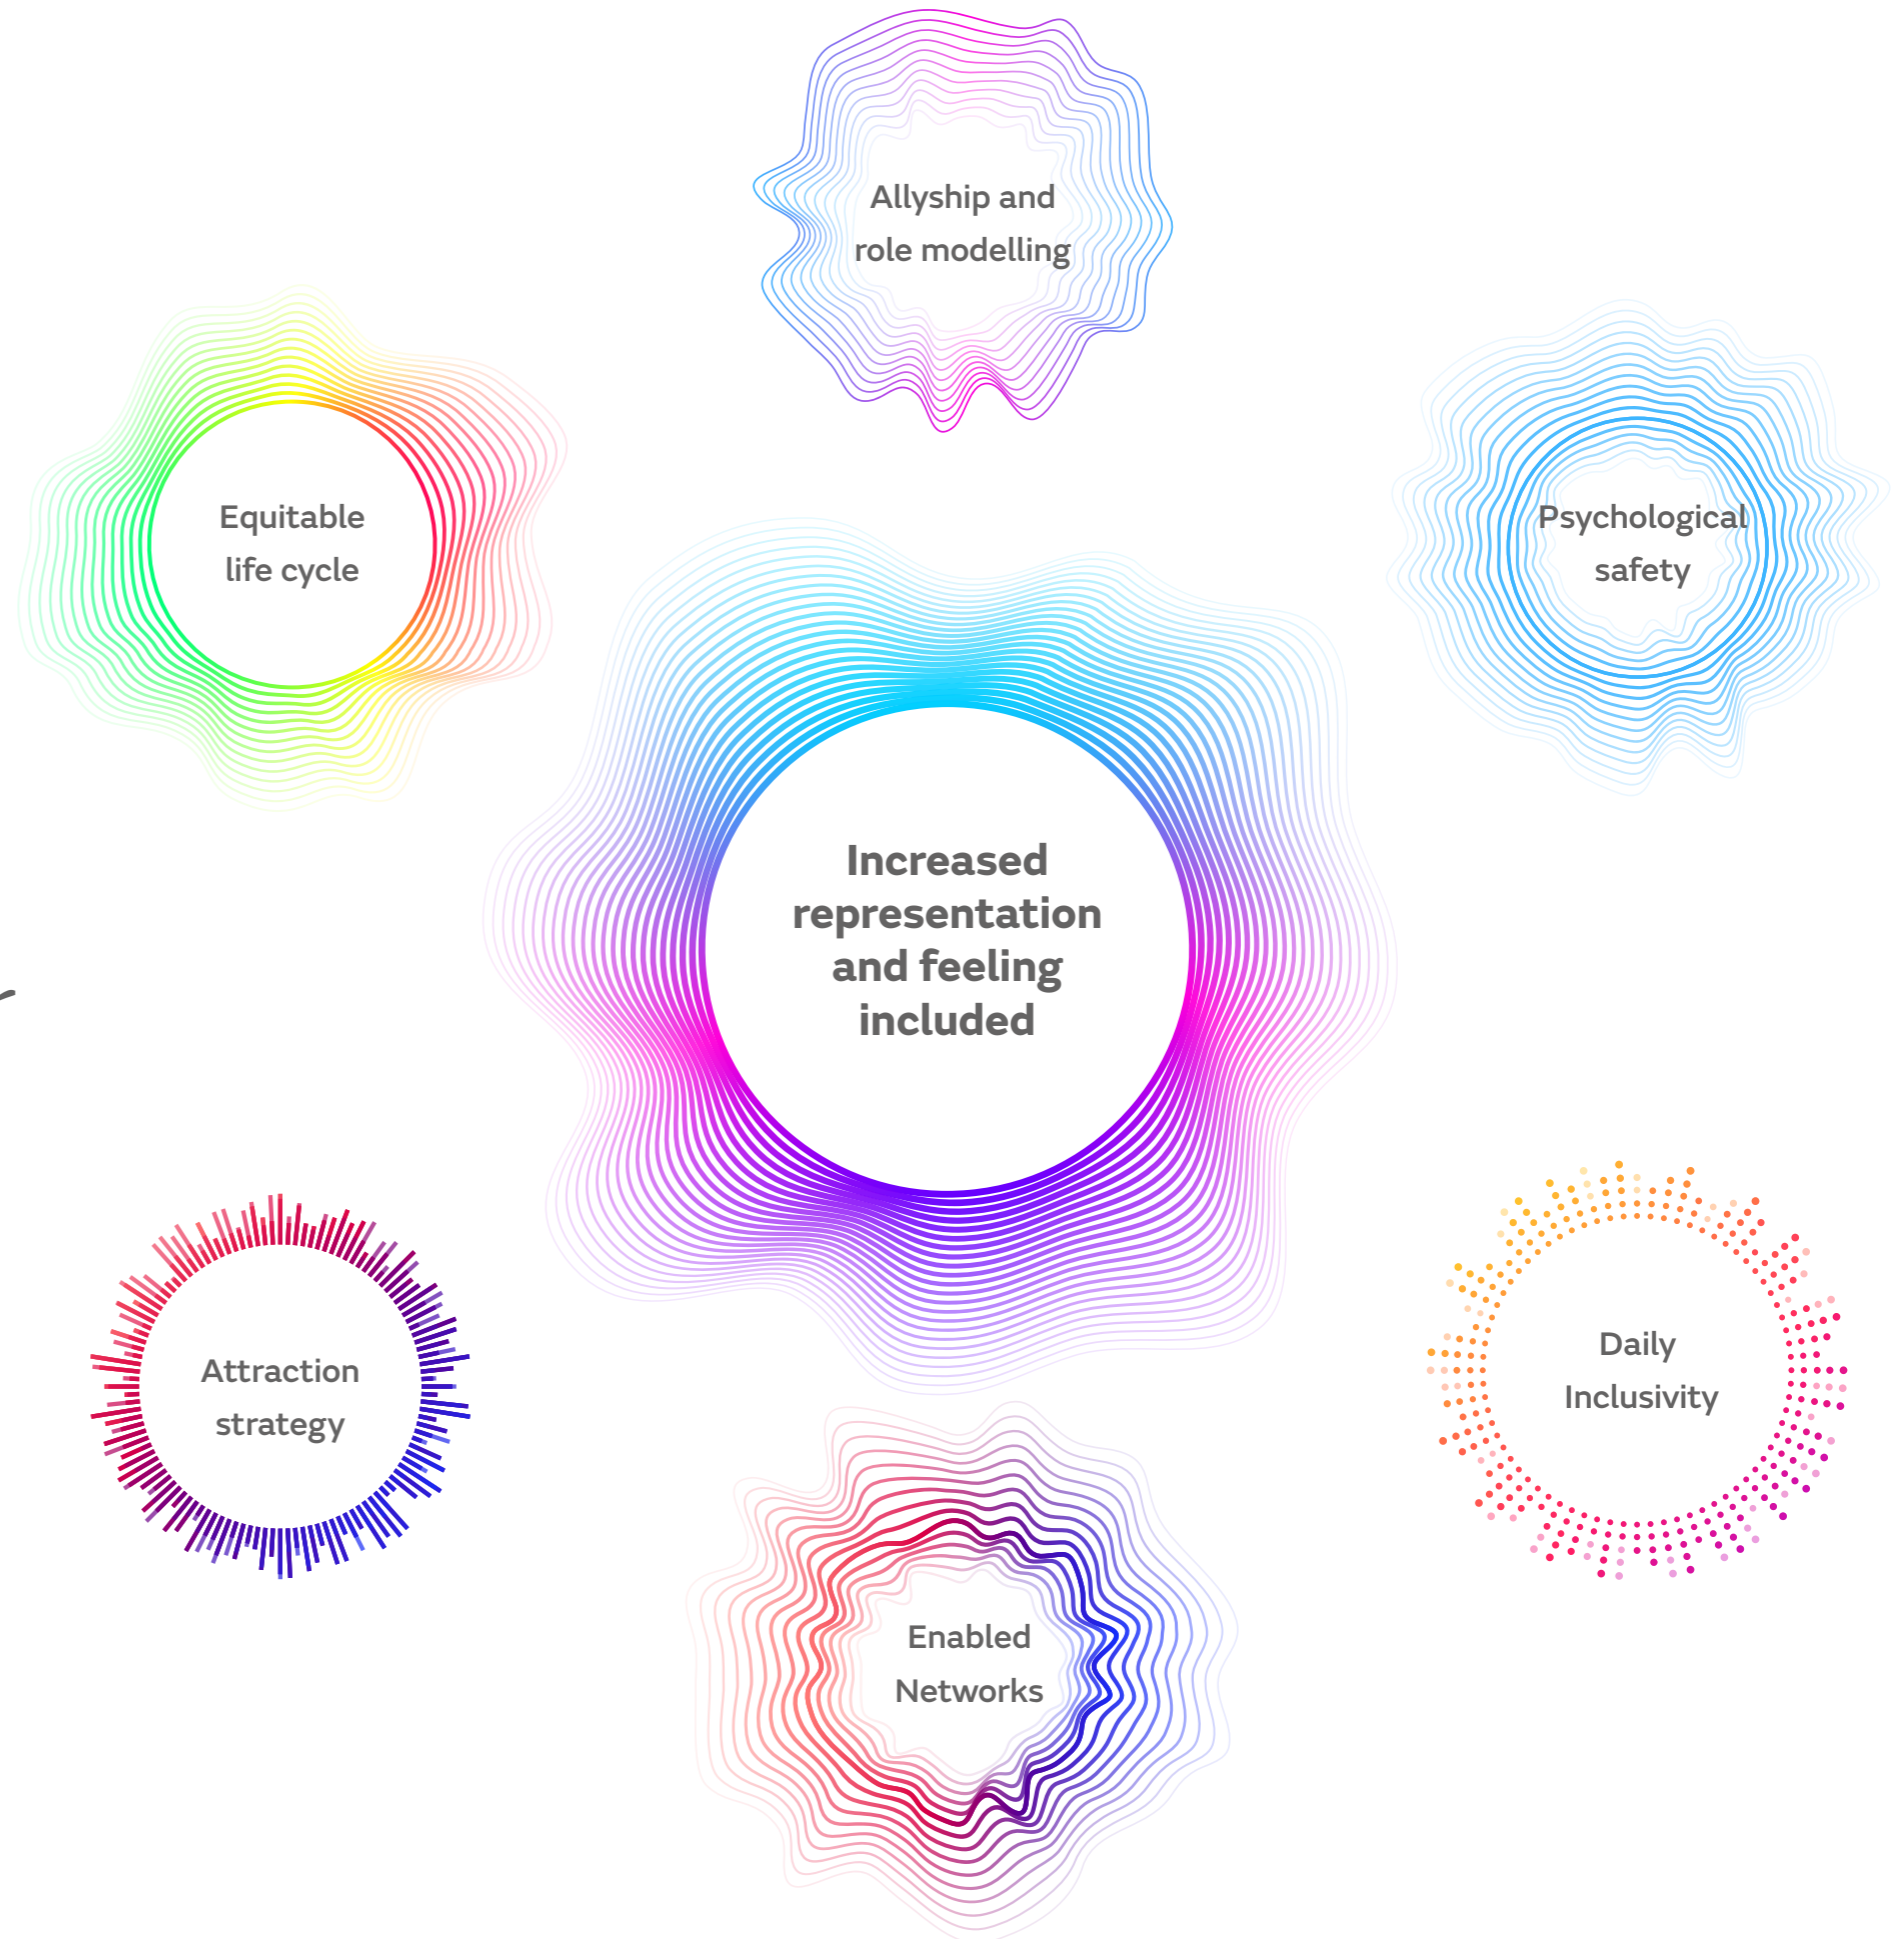 Allyship and
role modelling
Equitable
life cycle
Psychological
safety
Increased
representation
and feeling
included
Attraction
strategy
Daily
Inclusivity
Enabled
Networks